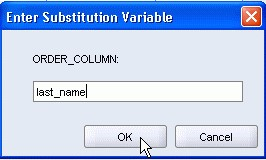 Enter Substitution Variable
ORDER_COLUMN:
last_name
OK
Cancel